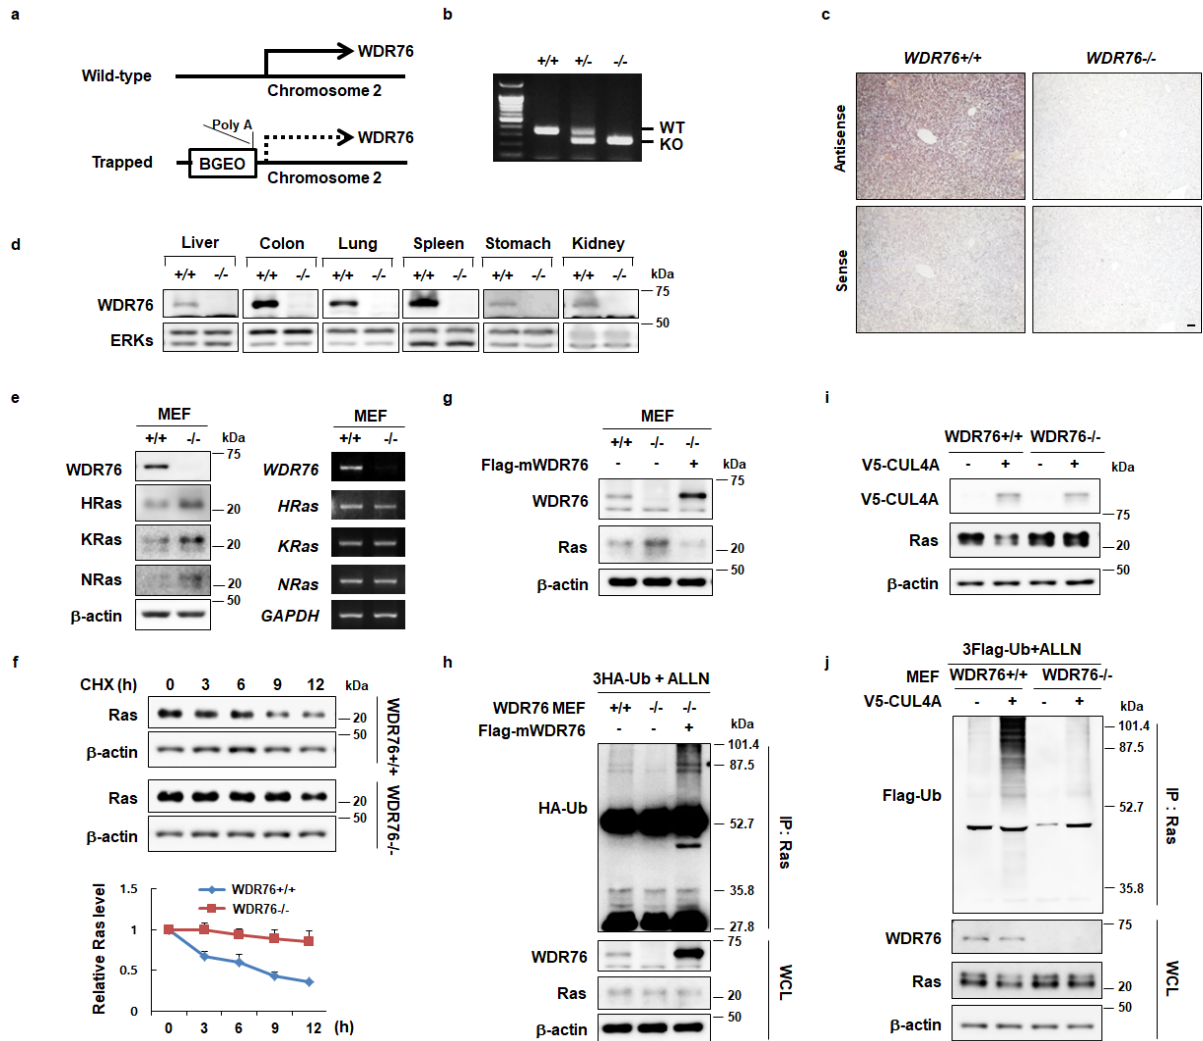 a
WDR76
Wild-type
Chromosome 2
Poly A
WDR76
Trapped
BGEO
Chromosome 2
b
+/+ +/- -/-
WT
KO
c
WDR76+/+ WDR76-/-
Antisense
Sense
d
Liver Colon Lung Spleen Stomach Kidney
+/+ -/- +/+ -/- +/+ -/- +/+ -/- +/+ -/- +/+ -/- kDa
WDR76
75
50
ERKs
e
MEF
+/+ -/- kDa
WDR76
75
HRas
20
KRas
20
NRas
20
50
β-actin
MEF
+/+ -/-
WDR76
HRas
KRas
NRas
GAPDH
f
CHX (h) 0 3 6 9 12 kDa
Ras
20
50
β-actin
WDR76+/+
Ras
20
50
β-actin
WDR76-/-
Relative Ras level
1.5
1
0.5
0
WDR76+/+
WDR76-/-
0 3 6 9 12 (h)
g
MEF
+/+ -/- -/-
Flag-mWDR76 - - + kDa
75
WDR76
Ras
20
50
β-actin
h
3HA-Ub + ALLN
WDR76 MEF +/+ -/- -/-
Flag-mWDR76 - - + kDa
101.4
87.5
HA-Ub
52.7
35.8
27.8
IP : Ras
75
WDR76
Ras
20
50
β-actin
WCL
i
WDR76+/+ WDR76-/-
V5-CUL4A - + - + kDa
V5-CUL4A
75
Ras
20
50
β-actin
j
3Flag-Ub+ALLN
MEF WDR76+/+ WDR76-/-
V5-CUL4A - + - + kDa
101.4
87.5
Flag-Ub
52.7
35.8
IP : Ras
75
WDR76
Ras
20
50
β-actin
WCL